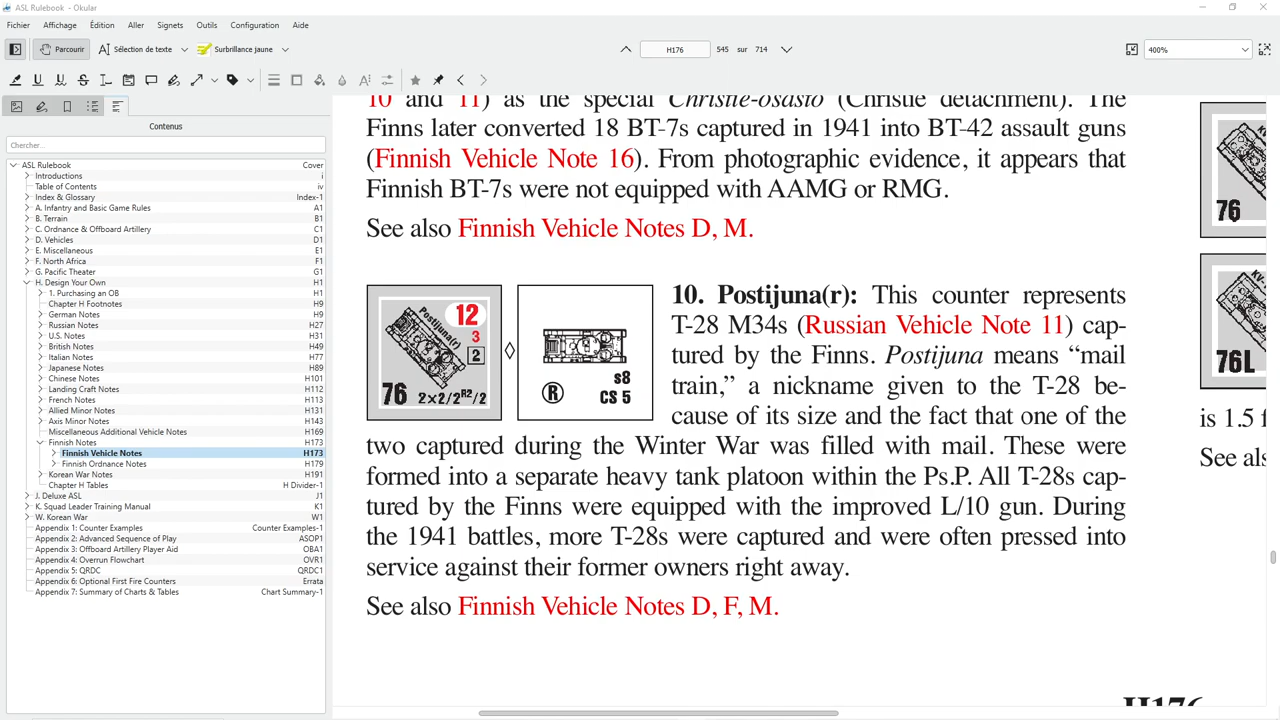 ASL Rulebook - Okular
Fichier Affichage Édition Aller Signets Outils Configuration Aide
Parcourir Sélection de texte Surbrillance jaune H176 545 sur 714 400%
Contenus
Chercher...
ASL Rulebook Cover
Introductions i
Table of Contents iv
Index & Glossary Index-1
A. Infantry and Basic Game Rules A1
B. Terrain B1
C. Ordnance & Offboard Artillery C1
D. Vehicles D1
E. Miscellaneous E1
F. North Africa F1
G. Pacific Theater G1
H. Design Your Own H1
1. Purchasing an OB H1
Chapter H Footnotes H9
German Notes H9
Russian Notes H27
U.S. Notes H36
British Notes H49
Italian Notes H77
Japanese Notes H89
Chinese Notes H101
Landing Craft Notes H112
French Notes H113
Allied Minor Notes H131
Axis Minor Notes H143
Miscellaneous Additional Vehicle Notes H169
Finnish Notes H173
Finnish Vehicle Notes H173
Finnish Ordnance Notes H179
Korean War Notes H191
Chapter H Tables H Divider-1
J. Deluxe ASL J1
K. Squad Leader Training Manual K1
W. Korean War W1
Appendix 1: Counter Examples Counter Examples-1
Appendix 2: Advanced Sequence of Play ASOP1
Appendix 3: Offboard Artillery Player Aid OBA1
Appendix 4: Overrun Flowchart OVR1
Appendix 5: QRDC QRDC1
Appendix 6: Optional First Fire Counters Errata
Appendix 7: Summary of Charts & Tables Chart Summary-1
10 and 11) as the special Christie-osasto (Christie detachment). The
Finns later converted 18 BT-7s captured in 1941 into BT-42 assault guns
(Finnish Vehicle Note 16). From photographic evidence, it appears that
Finnish BT-7s were not equipped with AAMG or RMG.
See also Finnish Vehicle Notes D, M.
Postijuna(r) 12
3
2
76 2×2/2R2/2
s8
® CS 5
10. Postijuna(r): This counter represents
T-28 M34s (Russian Vehicle Note 11) cap-
tured by the Finns. Postijuna means “mail
train,” a nickname given to the T-28 be-
cause of its size and the fact that one of the
two captured during the Winter War was filled with mail. These were
formed into a separate heavy tank platoon within the Ps.P. All T-28s cap-
tured by the Finns were equipped with the improved L/10 gun. During
the 1941 battles, more T-28s were captured and were often pressed into
service against their former owners right away.
See also Finnish Vehicle Notes D, F, M.
H176
76
KV-
76L
is 1.5
See